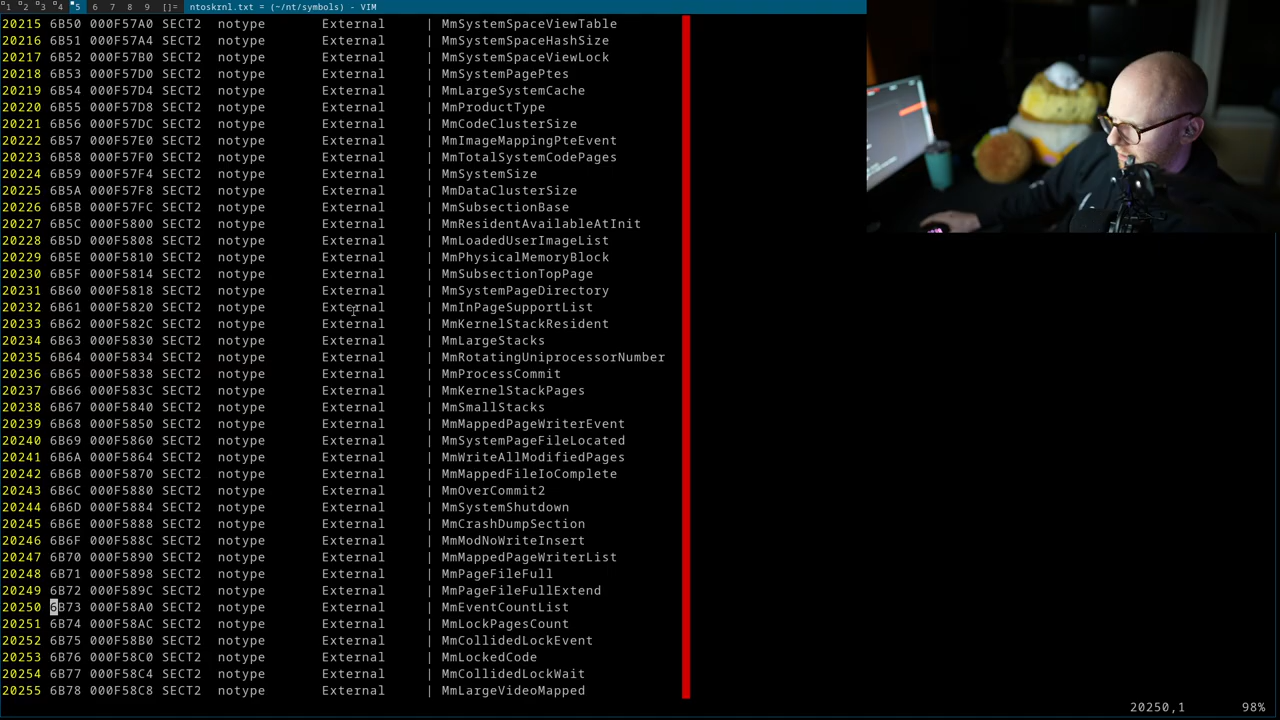 1 2 3 4 5 6 7 8 9 []= ntoskrnl.txt = (~/nt/symbols) - VIM
20215 6B50 000F57A0 SECT2 notype External | MmSystemSpaceViewTable
20216 6B51 000F57A4 SECT2 notype External | MmSystemSpaceHashSize
20217 6B52 000F57B0 SECT2 notype External | MmSystemSpaceViewLock
20218 6B53 000F57D0 SECT2 notype External | MmSystemPagePtes
20219 6B54 000F57D4 SECT2 notype External | MmLargeSystemCache
20220 6B55 000F57D8 SECT2 notype External | MmProductType
20221 6B56 000F57DC SECT2 notype External | MmCodeClusterSize
20222 6B57 000F57E0 SECT2 notype External | MmImageMappingPteEvent
20223 6B58 000F57F0 SECT2 notype External | MmTotalSystemCodePages
20224 6B59 000F57F4 SECT2 notype External | MmSystemSize
20225 6B5A 000F57F8 SECT2 notype External | MmDataClusterSize
20226 6B5B 000F57FC SECT2 notype External | MmSubsectionBase
20227 6B5C 000F5800 SECT2 notype External | MmResidentAvailableAtInit
20228 6B5D 000F5808 SECT2 notype External | MmLoadedUserImageList
20229 6B5E 000F5810 SECT2 notype External | MmPhysicalMemoryBlock
20230 6B5F 000F5814 SECT2 notype External | MmSubsectionTopPage
20231 6B60 000F5818 SECT2 notype External | MmSystemPageDirectory
20232 6B61 000F5820 SECT2 notype External | MmInPageSupportList
20233 6B62 000F582C SECT2 notype External | MmKernelStackResident
20234 6B63 000F5830 SECT2 notype External | MmLargeStacks
20235 6B64 000F5834 SECT2 notype External | MmRotatingUniprocessorNumber
20236 6B65 000F5838 SECT2 notype External | MmProcessCommit
20237 6B66 000F583C SECT2 notype External | MmKernelStackPages
20238 6B67 000F5840 SECT2 notype External | MmSmallStacks
20239 6B68 000F5850 SECT2 notype External | MmMappedPageWriterEvent
20240 6B69 000F5860 SECT2 notype External | MmSystemPageFileLocated
20241 6B6A 000F5864 SECT2 notype External | MmWriteAllModifiedPages
20242 6B6B 000F5870 SECT2 notype External | MmMappedFileIoComplete
20243 6B6C 000F5880 SECT2 notype External | MmOverCommit2
20244 6B6D 000F5884 SECT2 notype External | MmSystemShutdown
20245 6B6E 000F5888 SECT2 notype External | MmCrashDumpSection
20246 6B6F 000F588C SECT2 notype External | MmModNoWriteInsert
20247 6B70 000F5890 SECT2 notype External | MmMappedPageWriterList
20248 6B71 000F5898 SECT2 notype External | MmPageFileFull
20249 6B72 000F589C SECT2 notype External | MmPageFileFullExtend
20250 6B73 000F58A0 SECT2 notype External | MmEventCountList
20251 6B74 000F58AC SECT2 notype External | MmLockPagesCount
20252 6B75 000F58B0 SECT2 notype External | MmCollidedLockEvent
20253 6B76 000F58C0 SECT2 notype External | MmLockedCode
20254 6B77 000F58C4 SECT2 notype External | MmCollidedLockWait
20255 6B78 000F58C8 SECT2 notype External | MmLargeVideoMapped
20250,1 98%